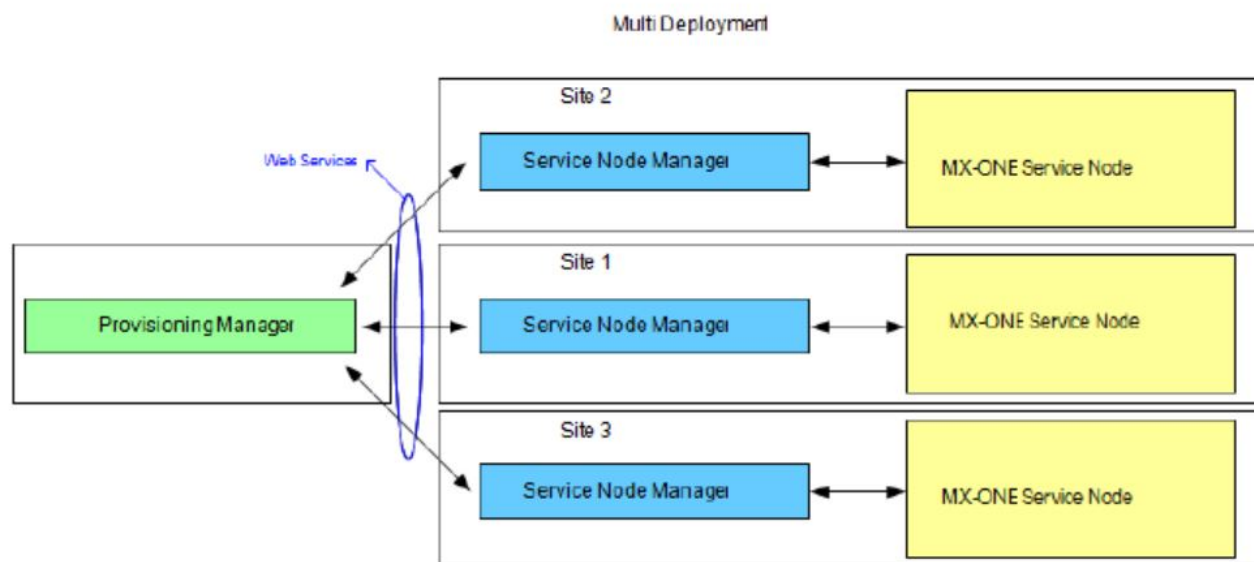 Multi Deployment
Site 2
Web Services
Service Node Manager
MX-ONE Service Node
Site 1
Provisioning Manager
Service Node Manager
MX-ONE Service Node
Site 3
Service Node Manager
MX-ONE Service Node